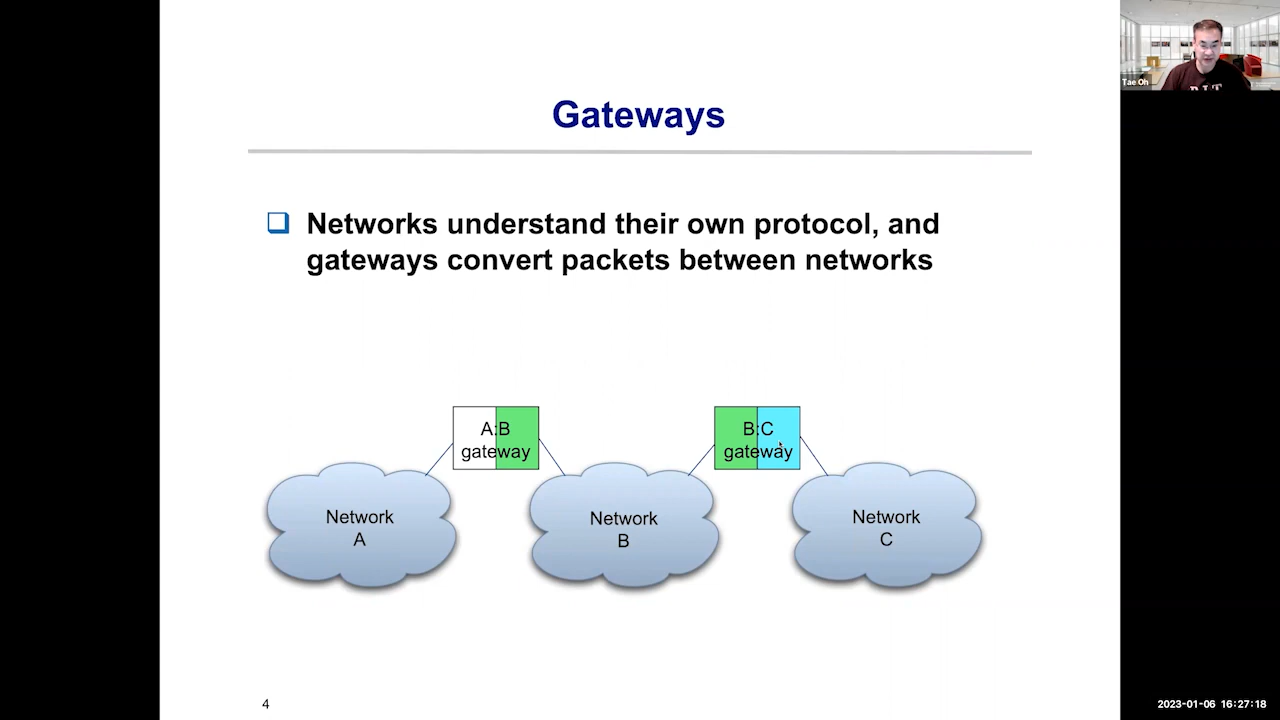 Tae Oh
RIT
Gateways
Networks understand their own protocol, and
gateways convert packets between networks
A:B
gateway
B:C
gateway
Network
A
Network
B
Network
C
4
2023-01-06 16:27:18